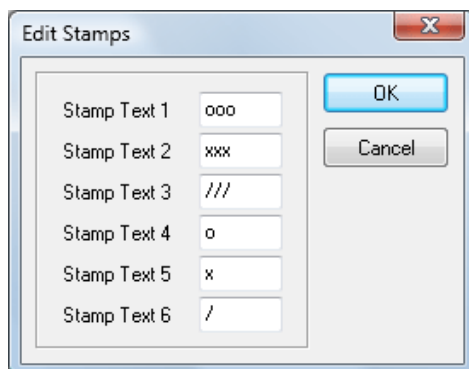 Edit Stamps
X
Stamp Text 1 ooo
OK
Stamp Text 2 xxx
Cancel
Stamp Text 3 ///
Stamp Text 4 o
Stamp Text 5 x
Stamp Text 6 /